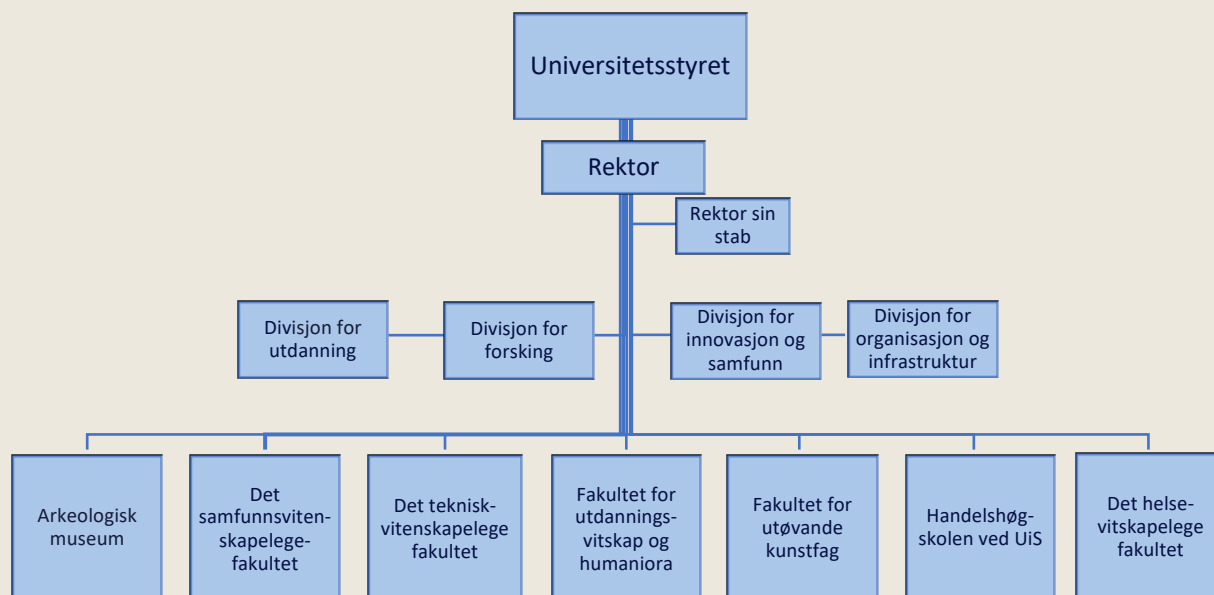 Universitetsstyret
Rektor
Rektor sin
stab
Divisjon for
utdanning
Divisjon for
forsking
Divisjon for
innovasjon og
samfunn
Divisjon for
organisasjon og
infrastruktur
Arkeologisk
museum
Det
samfunnsviten-
skapelege-
fakultet
Det teknisk-
vitenskapelege
fakultet
Fakultet for
utdannings-
vitskap og
humaniora
Fakultet for
utøvande
kunstfag
Handelshøg-
skolen ved UiS
Det helse-
vitskapelege
fakultet